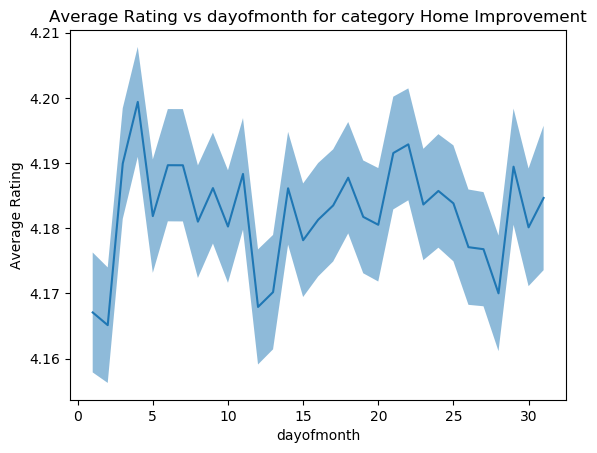 Average Rating vs dayofmonth for category Home Improvement
4.21
4.20
4.19
4.18
4.17
4.16
Average Rating
0 5 10 15 20 25 30
dayofmonth